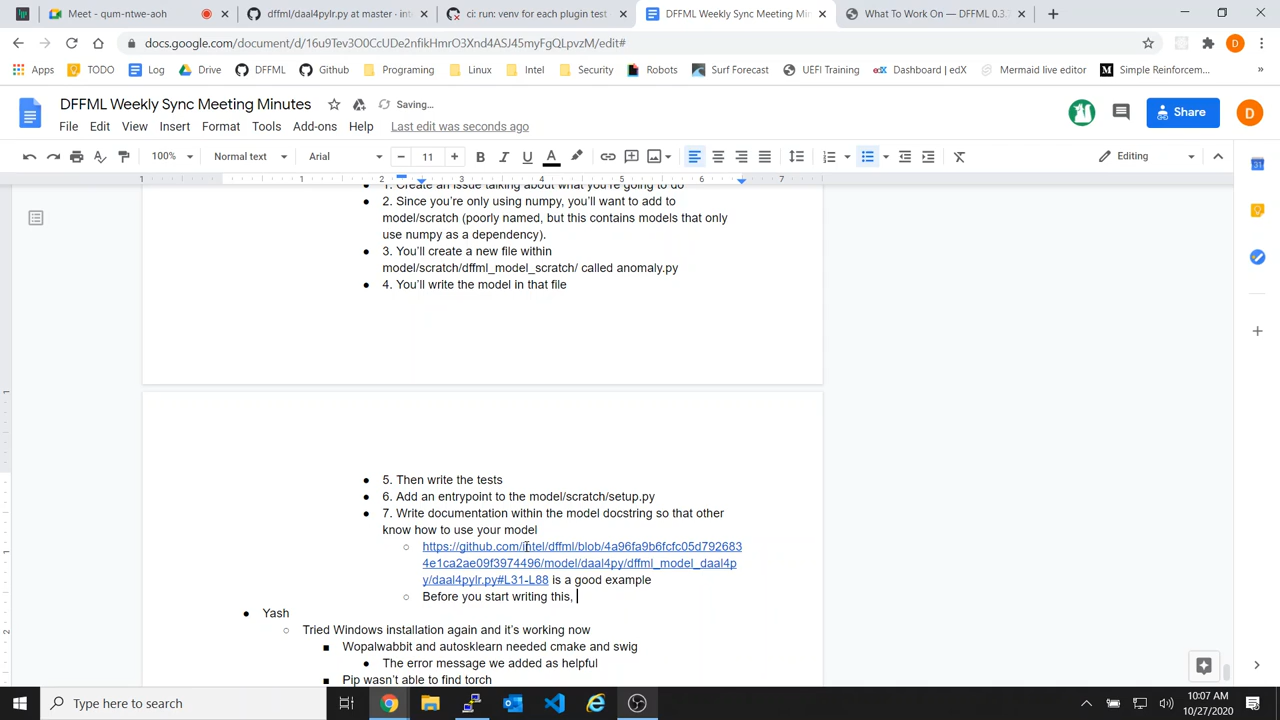 Meet - qum-ntwe-aoh
dffml/daal4pylr.py at master · inte
ci: run: venv for each plugin test
DFFML Weekly Sync Meeting Minut
What To Work On — DFFML 0.3.
docs.google.com/document/d/16u9Tev3O0CcUDe2nfikHmrO3Xnd4ASJ45myFgQLpvzM/edit#
D
Apps
TODO
Log
Drive
DFFML
Github
Programing
Linux
Intel
Security
Robots
Surf Forecast
UEFI Training
Dashboard | edX
Mermaid live editor
Simple Reinforcem...
DFFML Weekly Sync Meeting Minutes
Saving...
Share
D
File Edit View Insert Format Tools Add-ons Help Last edit was seconds ago
100% Normal text Arial 11 B I U A Editing
1 1 2 3 4 5 6 7
1. Create an issue talking about what you're going to do
2. Since you're only using numpy, you'll want to add to
model/scratch (poorly named, but this contains models that only
use numpy as a dependency).
3. You'll create a new file within
model/scratch/dffml_model_scratch/ called anomaly.py
4. You'll write the model in that file
5. Then write the tests
6. Add an entrypoint to the model/scratch/setup.py
7. Write documentation within the model docstring so that other
know how to use your model
https://github.com/intel/dffml/blob/4a96fa9b6fcfc05d792683
4e1ca2ae09f3974496/model/daal4py/dffml_model_daal4p
y/daal4pylr.py#L31-L88 is a good example
Before you start writing this,
Yash
Tried Windows installation again and it's working now
Wopalwabbit and autosklearn needed cmake and swig
The error message we added as helpful
Pip wasn't able to find torch
Type here to search
10:07 AM
10/27/2020